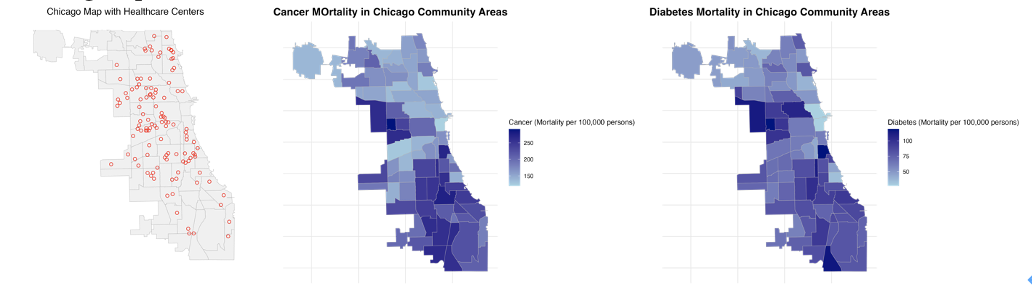 Chicago Map with Healthcare Centers
Cancer MOrtality in Chicago Community Areas
Diabetes Mortality in Chicago Community Areas
Cancer (Mortality per 100,000 persons)
250
200
150
Diabetes (Mortality per 100,000 persons)
100
75
50